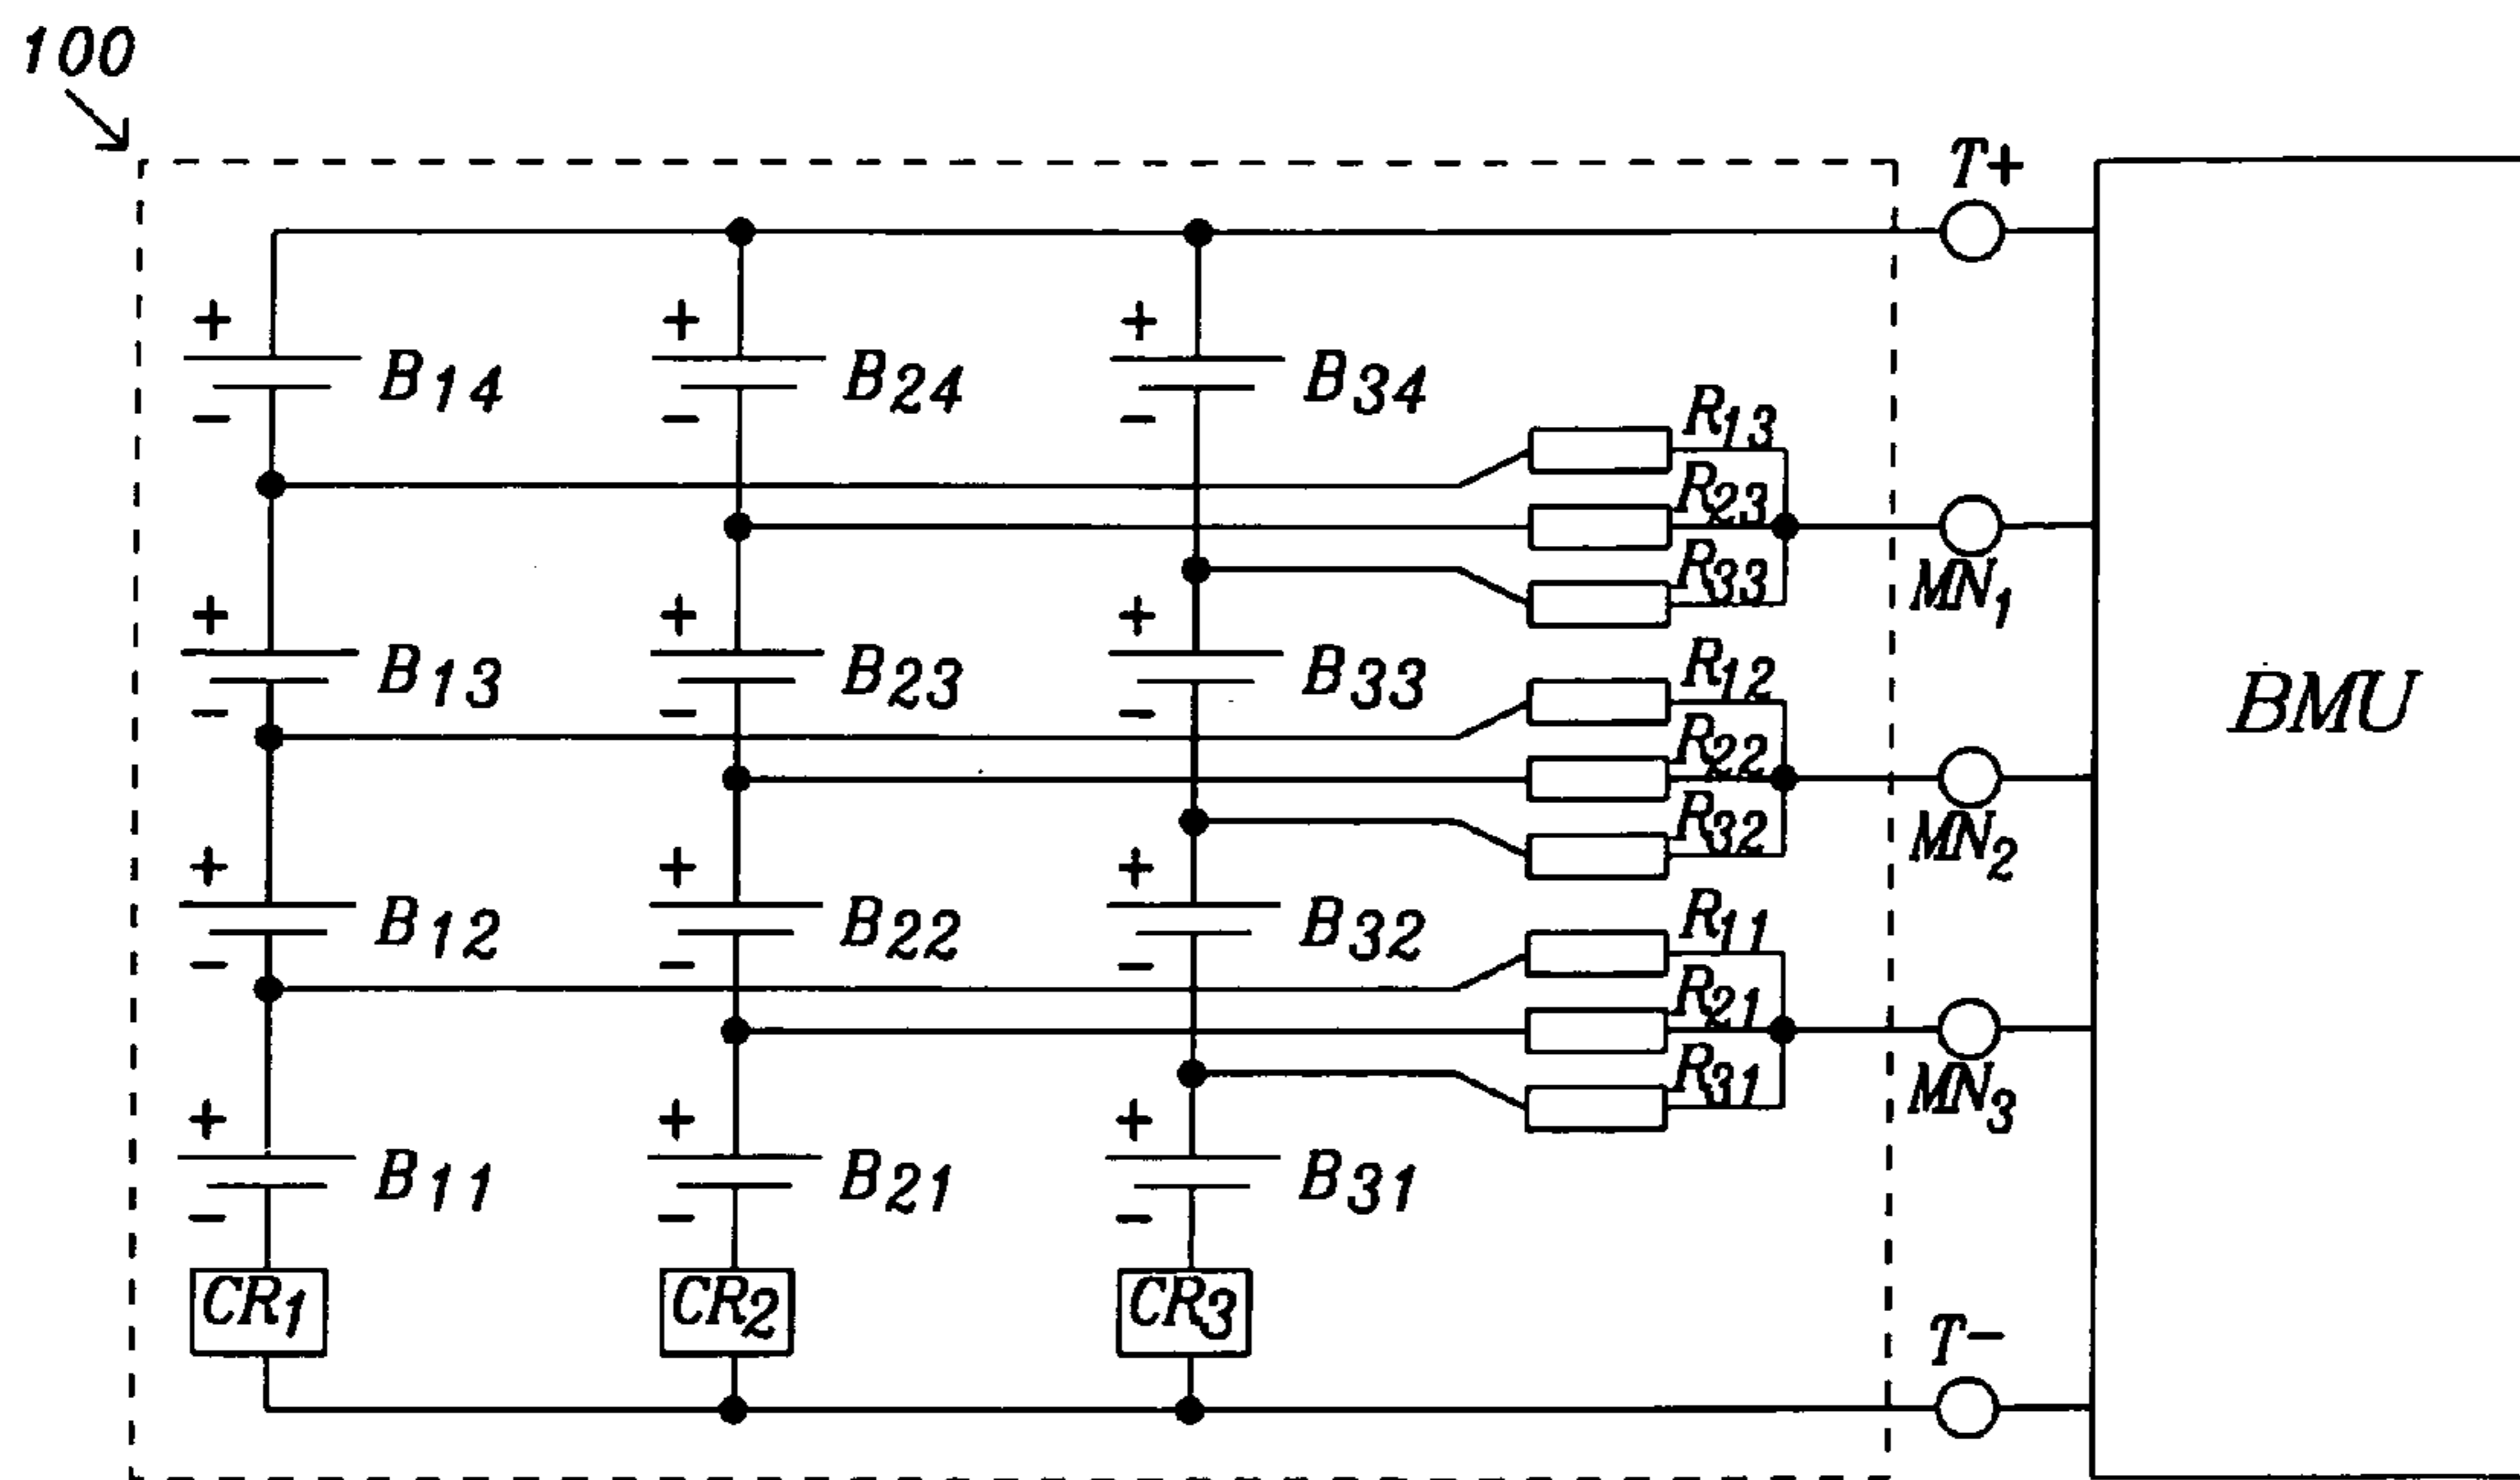 100
T+
+ + +
B14 B24 B34
- - -
R13
R23
R33
MN1
+ + +
B13 B23 B33
- - -
R12
R22
R32
MN2
BMU
+ + +
B12 B22 B32
- - -
R11
R21
R31
MN3
+ + +
B11 B21 B31
- - -
CR1 CR2 CR3
T-